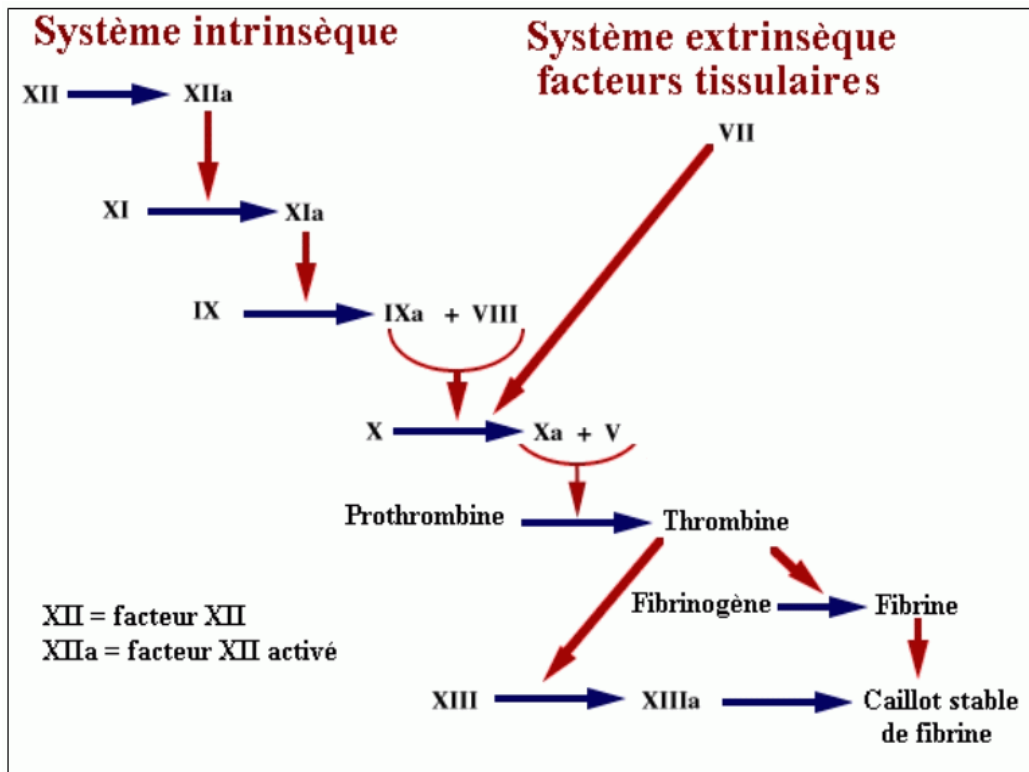 Système intrinsèque
Système extrinsèque
facteurs tissulaires
XII XIIa
VII
XI XIa
IX IXa + VIII
X Xa + V
Prothrombine Thrombine
Fibrinogène Fibrine
XII = facteur XII
XIIa = facteur XII activé
XIII XIIIa Caillot stable
de fibrine